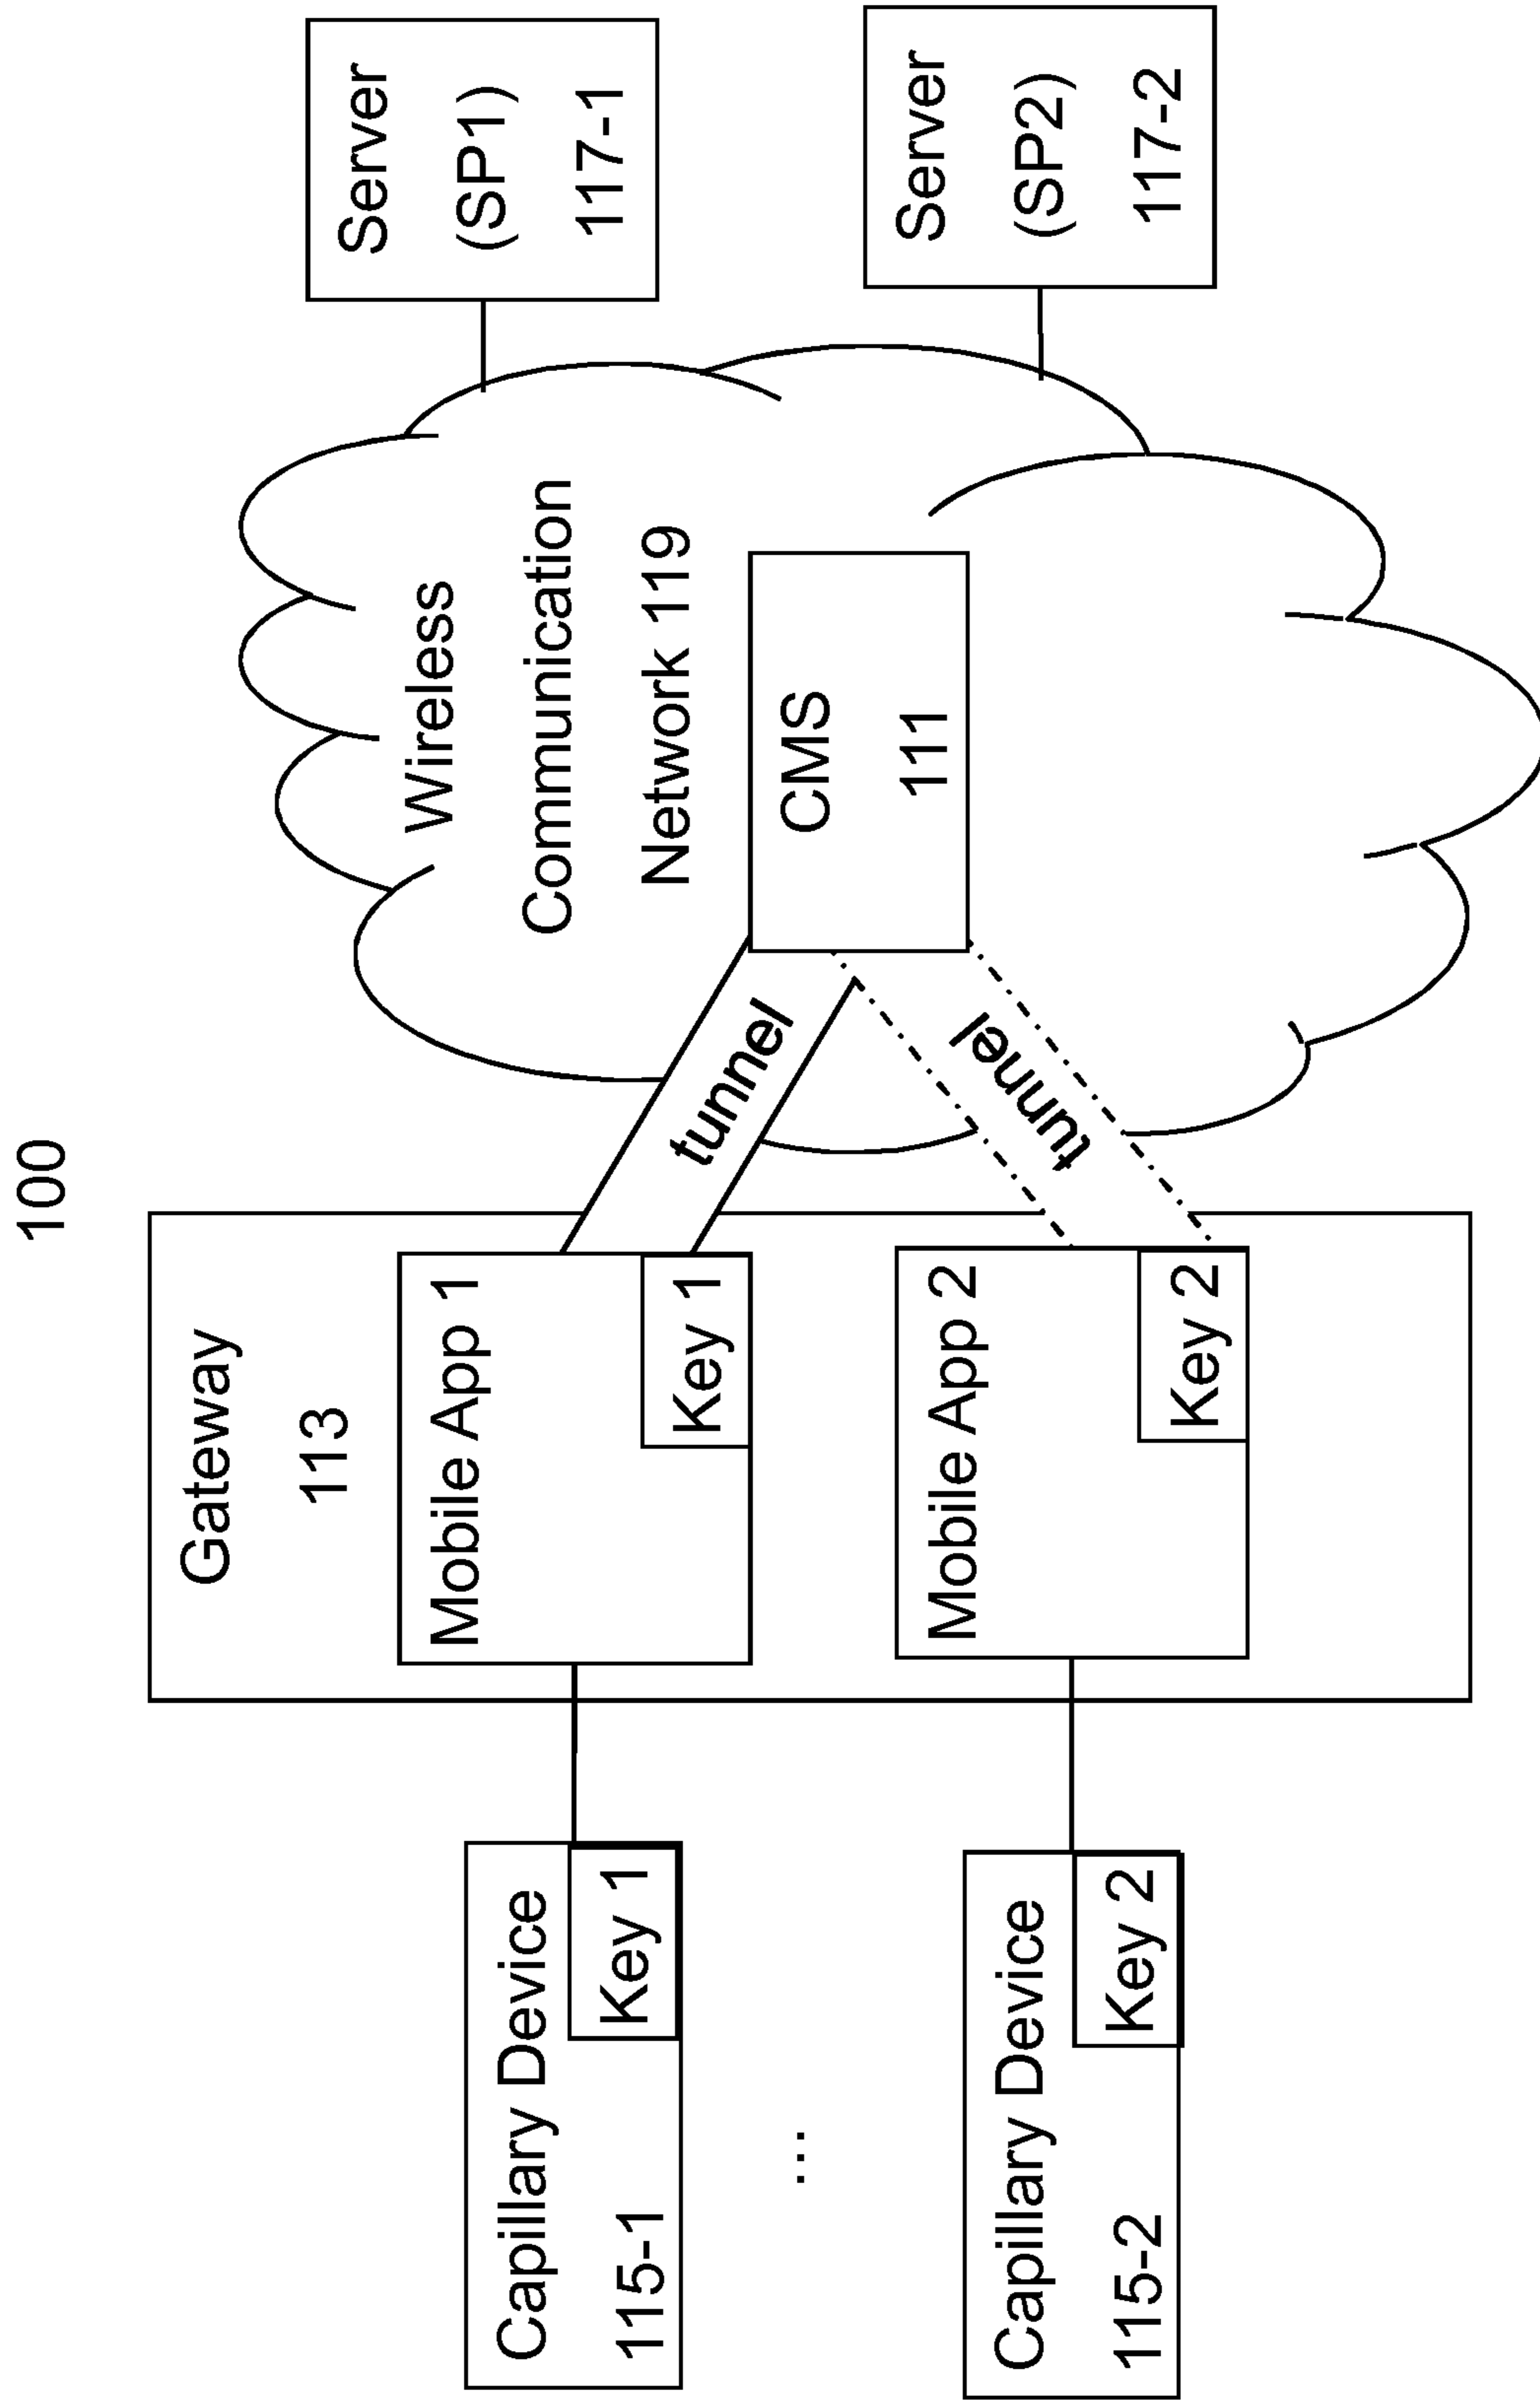 100
Gateway
113
Mobile App 1
Key 1
Mobile App 2
Key 2
Capillary Device
115-1
Key 1
...
Capillary Device
115-2
Key 2
tunnel
tunnel
Wireless
Communication
Network 119
CMS
111
Server
(SP1)
117-1
Server
(SP2)
117-2